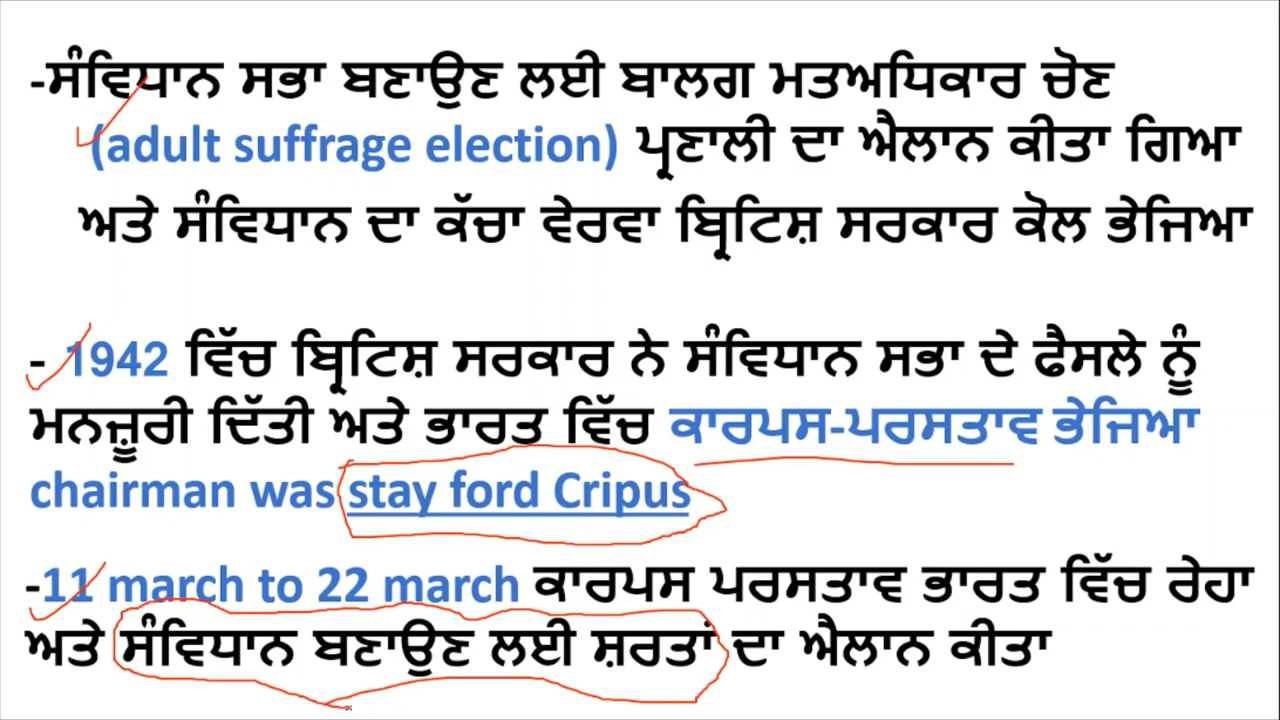 -ਸੰਵਿਧਾਨ ਸਭਾ ਬਣਾਉਣ ਲਈ ਬਾਲਗ ਮਤਅਧਿਕਾਰ ਚੋਣ
(adult suffrage election) ਪ੍ਰਣਾਲੀ ਦਾ ਐਲਾਨ ਕੀਤਾ ਗਿਆ
ਅਤੇ ਸੰਵਿਧਾਨ ਦਾ ਕੱਚਾ ਵੇਰਵਾ ਬ੍ਰਿਟਿਸ਼ ਸਰਕਾਰ ਕੋਲ ਭੇਜਿਆ
- 1942 ਵਿੱਚ ਬ੍ਰਿਟਿਸ਼ ਸਰਕਾਰ ਨੇ ਸੰਵਿਧਾਨ ਸਭਾ ਦੇ ਫੈਸਲੇ ਨੂੰ
ਮਨਜ਼ੂਰੀ ਦਿੱਤੀ ਅਤੇ ਭਾਰਤ ਵਿੱਚ ਕਾਰਪਸ-ਪਰਸਤਾਵ ਭੇਜਿਆ
chairman was stay ford Cripus
-11 march to 22 march ਕਾਰਪਸ ਪਰਸਤਾਵ ਭਾਰਤ ਵਿੱਚ ਰੇਹਾ
ਅਤੇ ਸੰਵਿਧਾਨ ਬਣਾਉਣ ਲਈ ਸ਼ਰਤਾਂ ਦਾ ਐਲਾਨ ਕੀਤਾ